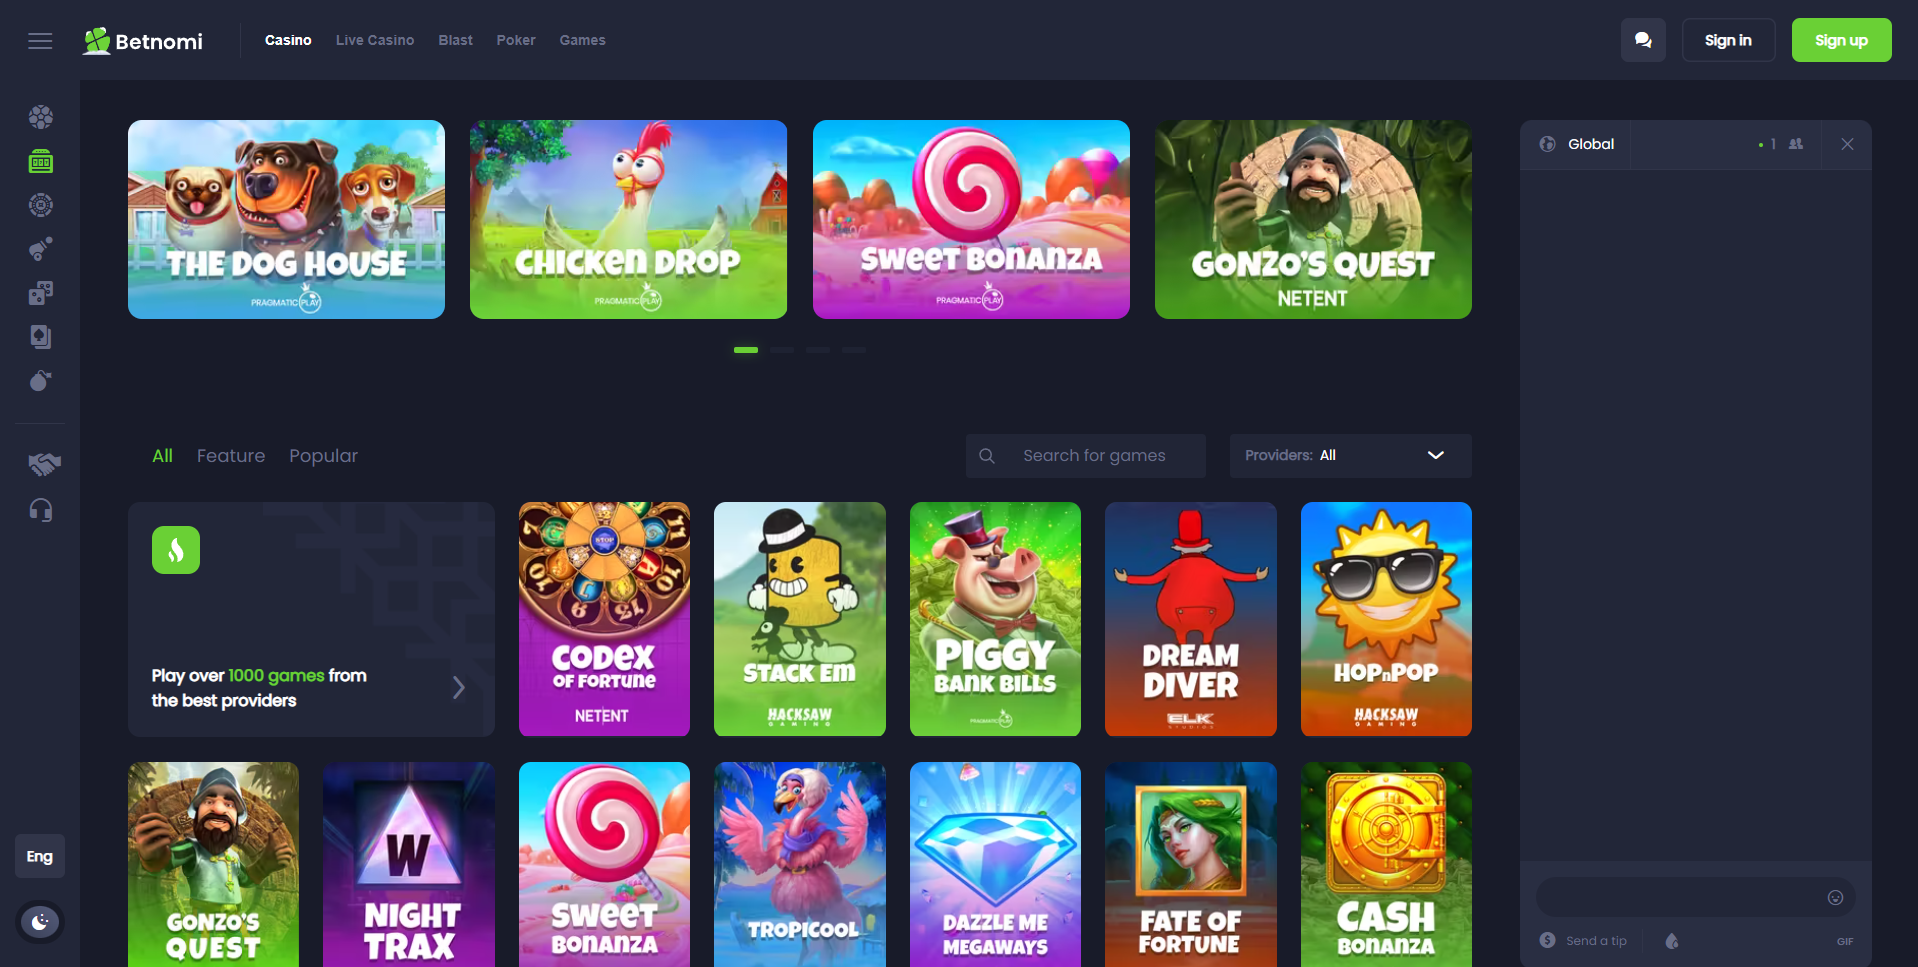 Betnomi
Casino
Live Casino
Blast
Poker
Games
Sign in
Sign up
THE DOG HOUSE
PRAGMATIC PLAY
CHICKEN DROP
PRAGMATIC PLAY
SWEET BONANZA
PRAGMATIC PLAY
GONZO'S QUEST
NETENT
Global
1
All
Feature
Popular
Search for games
Providers: All
Play over 1000 games from
the best providers
STOP
CODEX
OF FORTUNE
NETENT
STACK EM
HACKSAW
GAMING
PIGGY
BANK BILLS
PRAGMATIC PLAY
DREAM
DIVER
ELK
STUDIOS
HOP n POP
HACKSAW
GAMING
GONZO'S
QUEST
W
NIGHT
TRAX
SWEET
BONANZA
TROPICOOL
DAZZLE ME
MEGAWAYS
FATE OF
FORTUNE
CASH
BONANZA
Eng
Send a tip
GIF